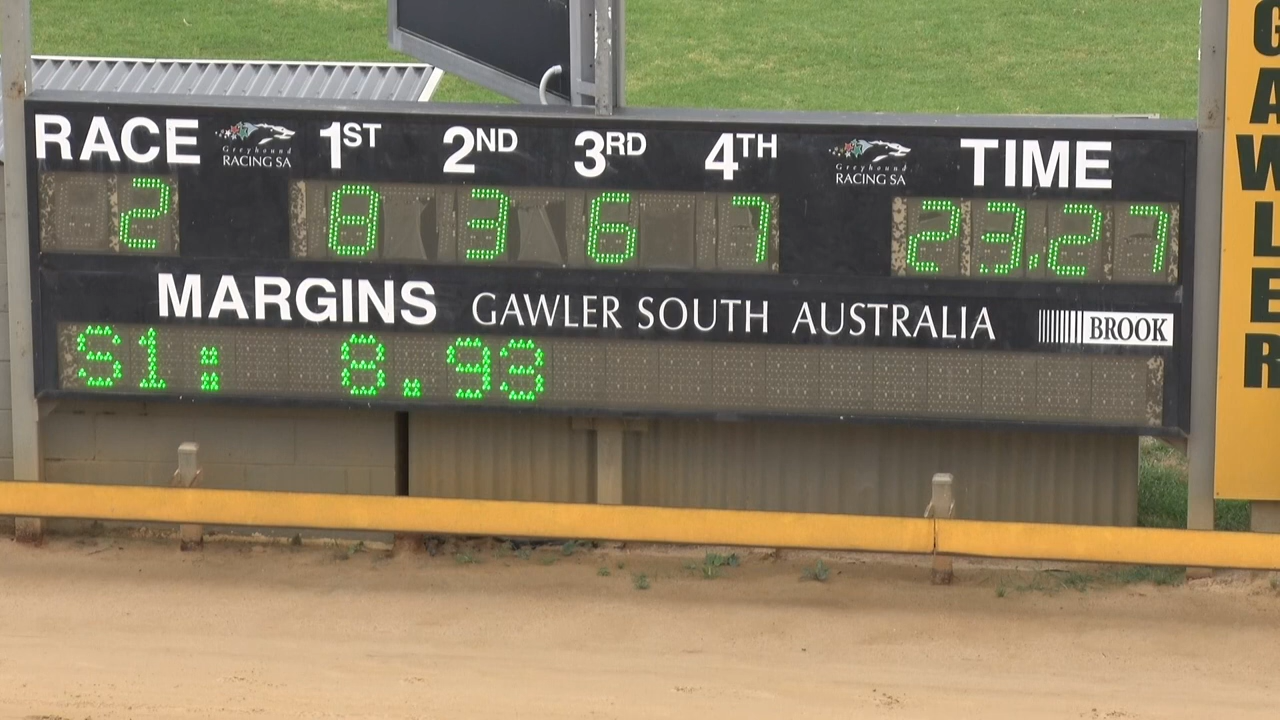 RACE Greyhound RACING SA 1ST 2ND 3RD 4TH Greyhound RACING SA TIME
2 8 3 6 7 23.27
MARGINS GAWLER SOUTH AUSTRALIA BROOK
S1: 8.93
GAWLER